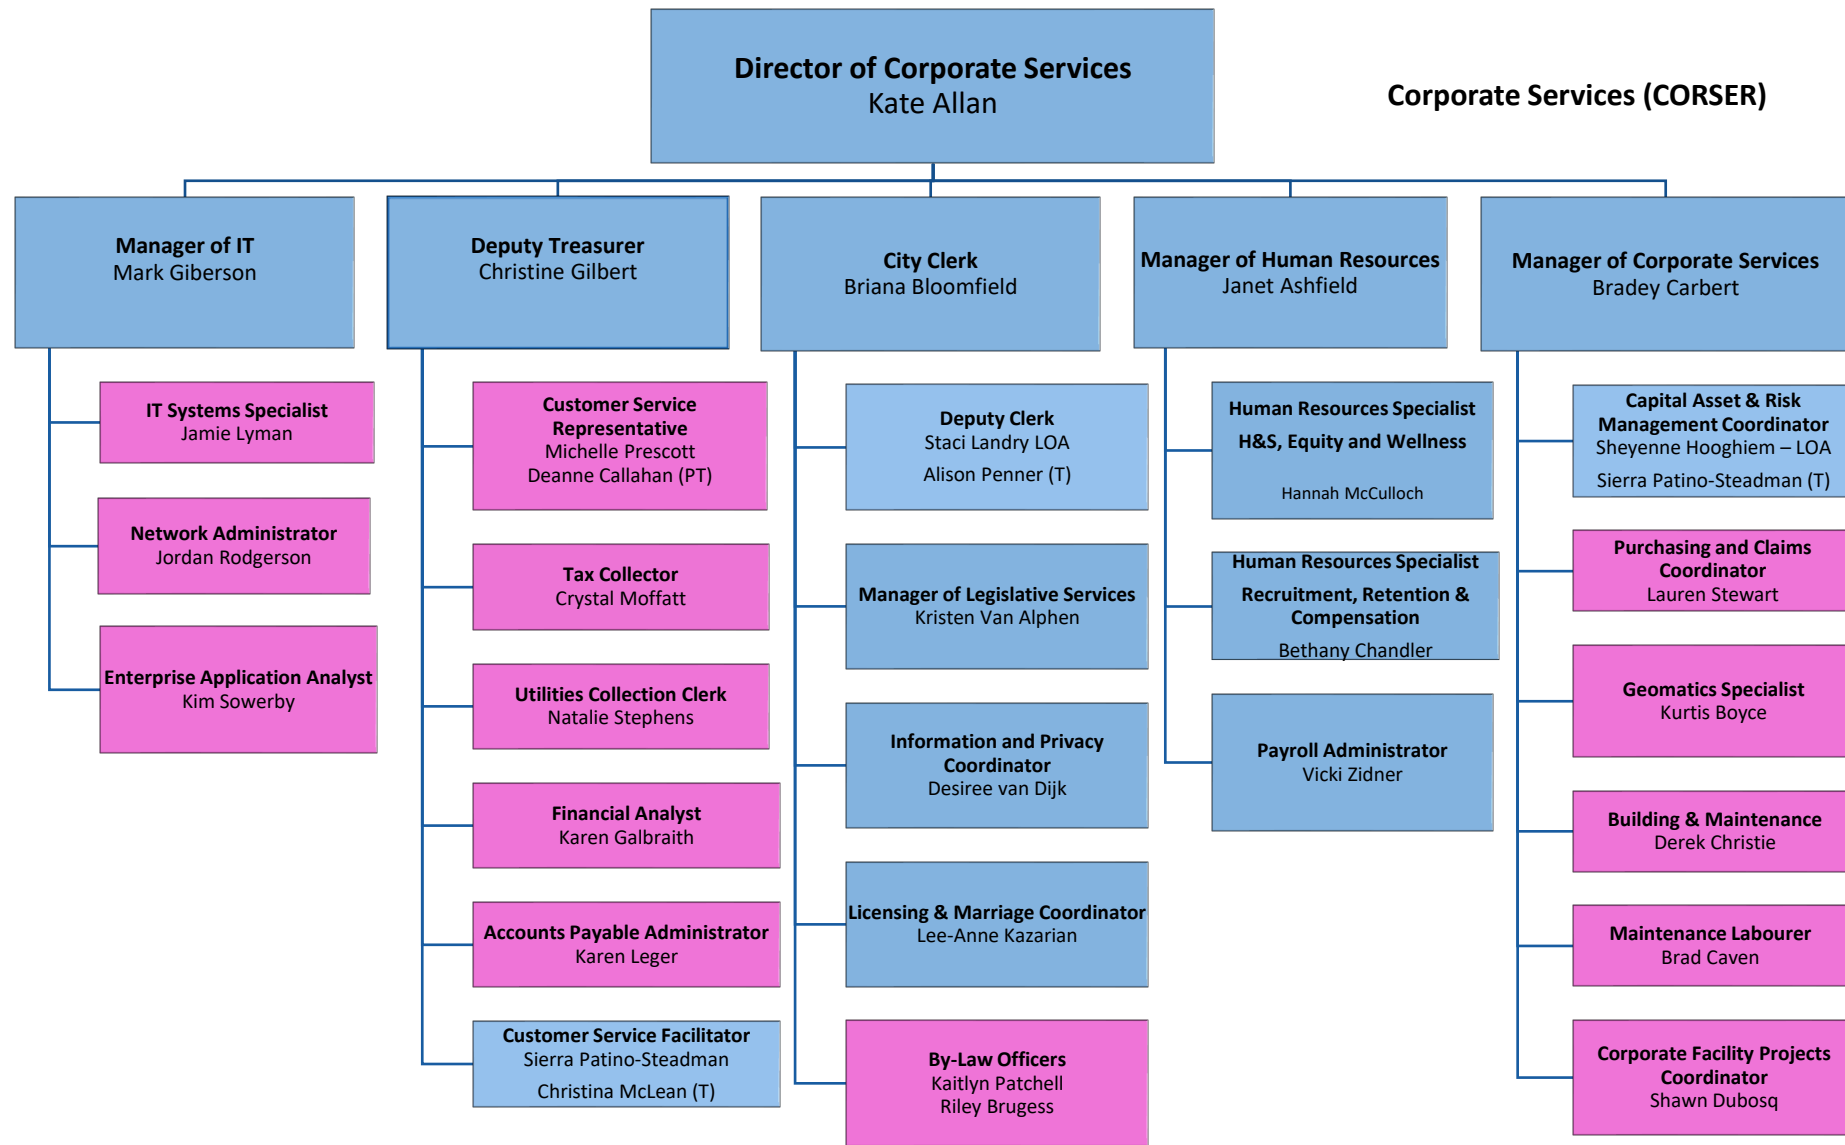 Director of Corporate Services
Kate Allan
Corporate Services (CORSER)
Manager of IT
Mark Giberson
IT Systems Specialist
Jamie Lyman
Network Administrator
Jordan Rodgerson
Enterprise Application Analyst
Kim Sowerby
Deputy Treasurer
Christine Gilbert
Customer Service
Representative
Michelle Prescott
Deanne Callahan (PT)
Tax Collector
Crystal Moffatt
Utilities Collection Clerk
Natalie Stephens
Financial Analyst
Karen Galbraith
Accounts Payable Administrator
Karen Leger
Customer Service Facilitator
Sierra Patino-Steadman
Christina McLean (T)
City Clerk
Briana Bloomfield
Deputy Clerk
Staci Landry LOA
Alison Penner (T)
Manager of Legislative Services
Kristen Van Alphen
Information and Privacy
Coordinator
Desiree van Dijk
Licensing & Marriage Coordinator
Lee-Anne Kazarian
By-Law Officers
Kaitlyn Patchell
Riley Brugess
Manager of Human Resources
Janet Ashfield
Human Resources Specialist
H&S, Equity and Wellness
Hannah McCulloch
Human Resources Specialist
Recruitment, Retention &
Compensation
Bethany Chandler
Payroll Administrator
Vicki Zidner
Manager of Corporate Services
Bradey Carbert
Capital Asset & Risk
Management Coordinator
Sheyenne Hooghiem – LOA
Sierra Patino-Steadman (T)
Purchasing and Claims
Coordinator
Lauren Stewart
Geomatics Specialist
Kurtis Boyce
Building & Maintenance
Derek Christie
Maintenance Labourer
Brad Caven
Corporate Facility Projects
Coordinator
Shawn Dubosq